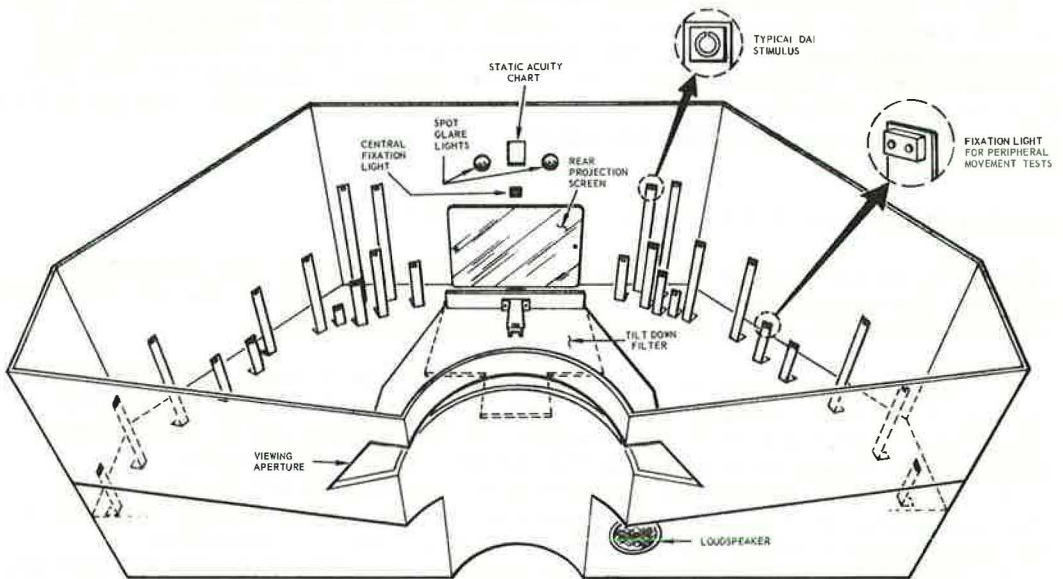 TYPICAL DAI
STIMULUS
STATIC ACUITY
CHART
SPOT
GLARE
LIGHTS
CENTRAL
FIXATION
LIGHT
REAR
PROJECTION
SCREEN
FIXATION LIGHT
FOR PERIPHERAL
MOVEMENT TESTS
TILT DOWN
FILTER
VIEWING
APERTURE
LOUDSPEAKER